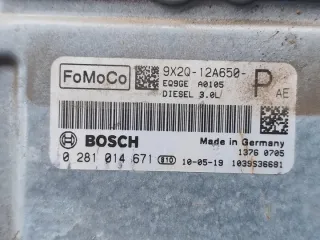 FoMoCo
9X2Q-12A650-
P AE
EQ9GE A0105
DIESEL 3.0L
BOSCH
Made in Germany
1376 0705
0 281 014 671 10-05-19 1039S36691